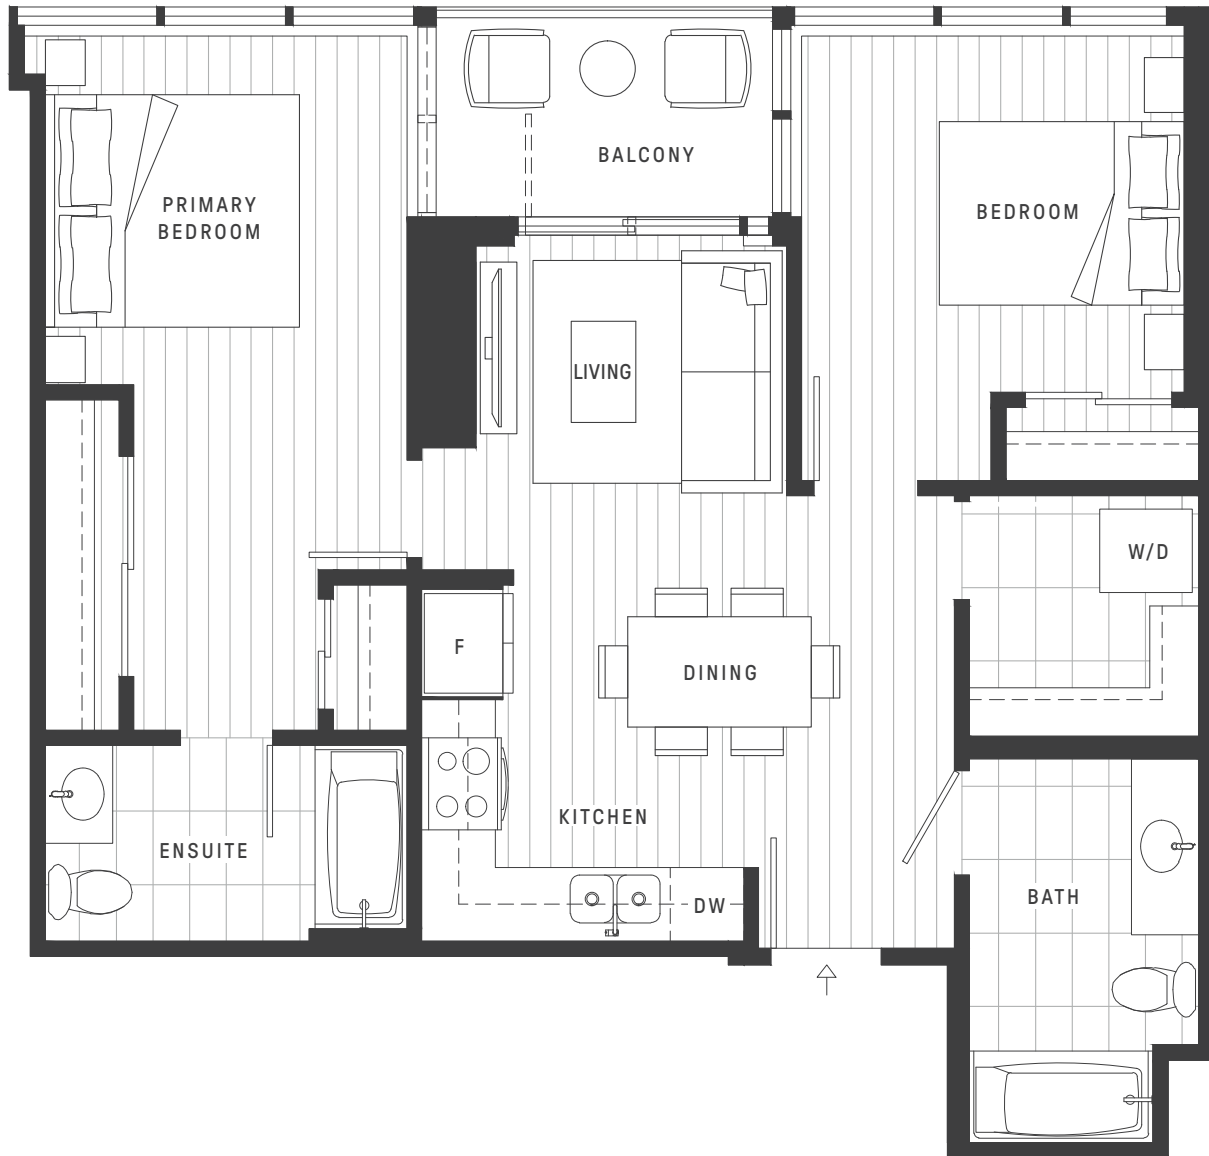 BALCONY
PRIMARY
BEDROOM
BEDROOM
LIVING
W/D
F
DINING
KITCHEN
ENSUITE
BATH
DW